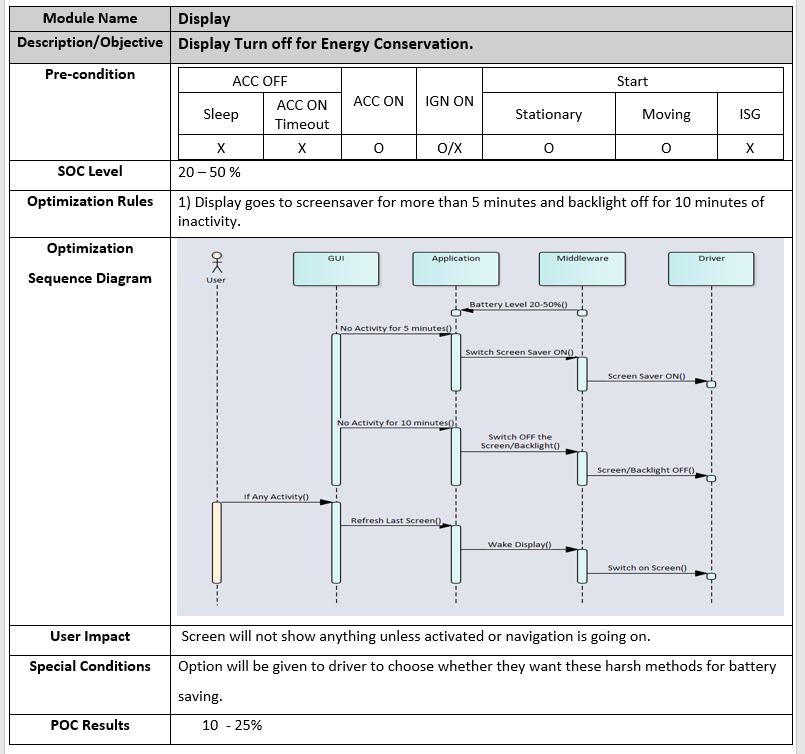 Module Name
Display
Description/Objective
Display Turn off for Energy Conservation.
Pre-condition
ACC OFF
ACC ON
IGN ON
Start
Sleep
ACC ON
Timeout
Stationary
Moving
ISG
X
X
O
O/X
O
O
X
SOC Level
20 – 50 %
Optimization Rules
1) Display goes to screensaver for more than 5 minutes and backlight off for 10 minutes of
inactivity.
Optimization
Sequence Diagram
User
GUI
Application
Middleware
Driver
Battery Level 20-50%()
No Activity for 5 minutes()
Switch Screen Saver ON()
Screen Saver ON()
No Activity for 10 minutes()
Switch OFF the
Screen/Backlight()
Screen/Backlight OFF()
If Any Activity()
Refresh Last Screen()
Wake Display()
Switch on Screen()
User Impact
Screen will not show anything unless activated or navigation is going on.
Special Conditions
Option will be given to driver to choose whether they want these harsh methods for battery
saving.
POC Results
10 - 25%